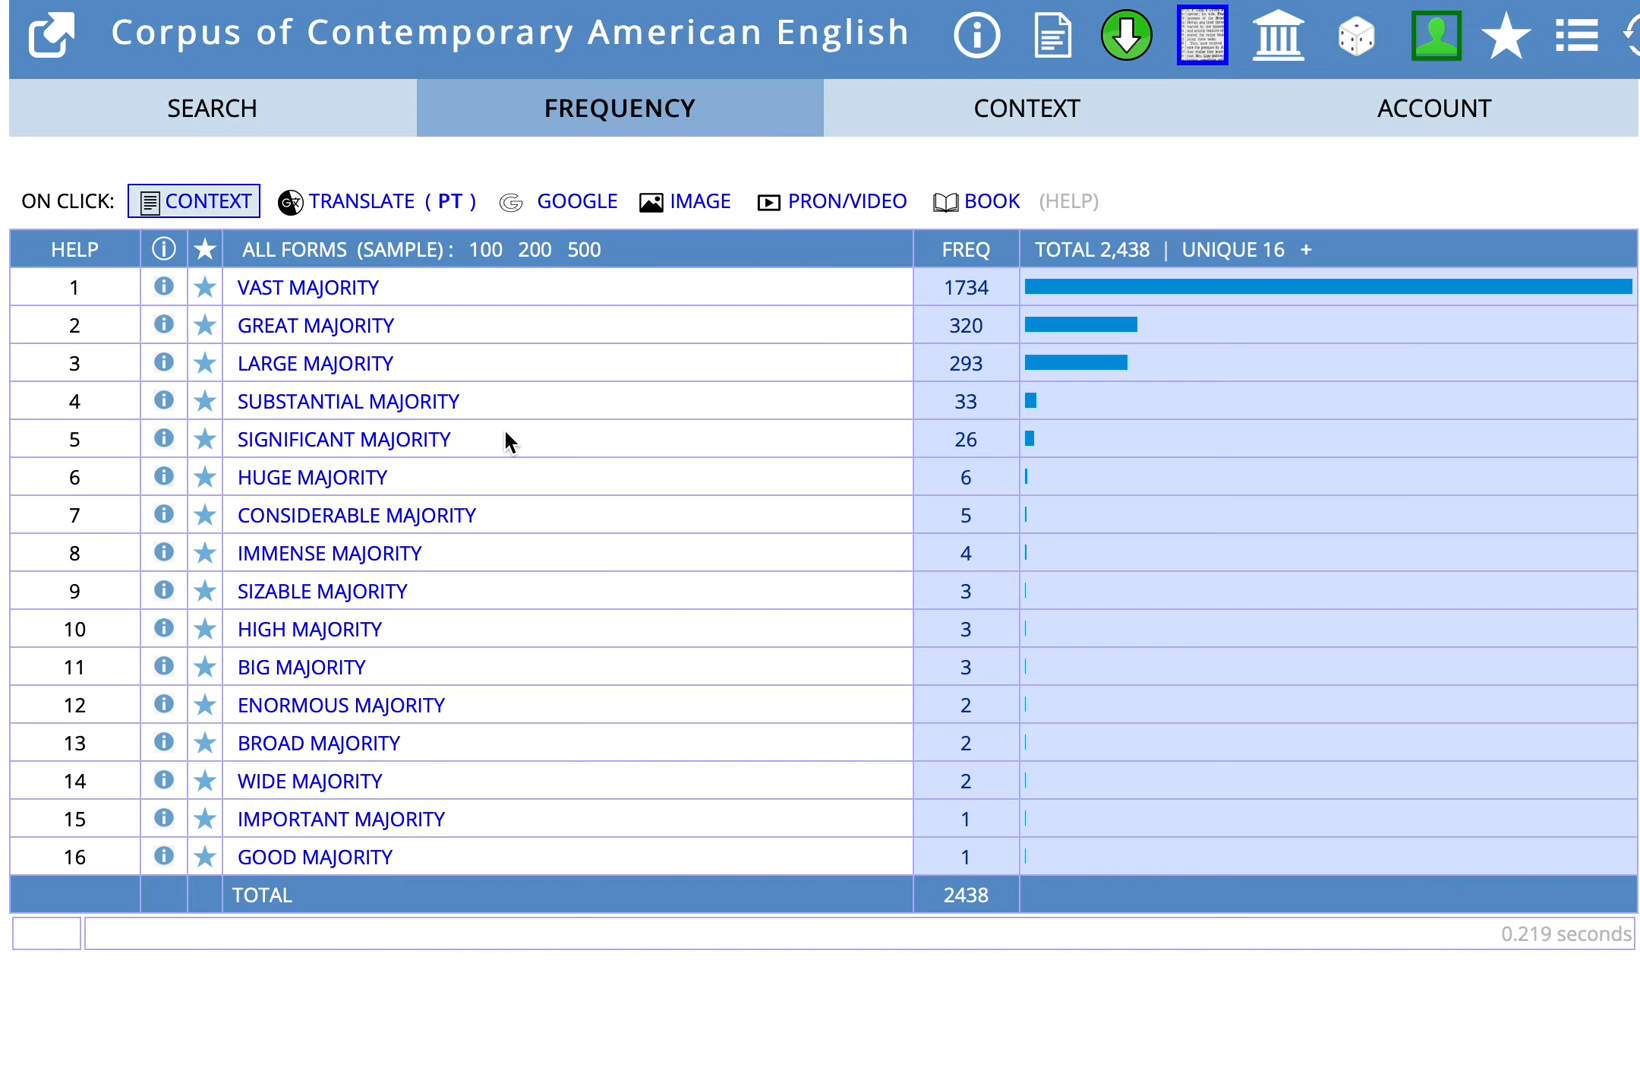 Corpus of Contemporary American English
SEARCH FREQUENCY CONTEXT ACCOUNT
ON CLICK: CONTEXT TRANSLATE ( PT ) GOOGLE IMAGE PRON/VIDEO BOOK (HELP)
HELP ALL FORMS (SAMPLE) : 100 200 500 FREQ TOTAL 2,438 | UNIQUE 16 +
1 VAST MAJORITY 1734
2 GREAT MAJORITY 320
3 LARGE MAJORITY 293
4 SUBSTANTIAL MAJORITY 33
5 SIGNIFICANT MAJORITY 26
6 HUGE MAJORITY 6
7 CONSIDERABLE MAJORITY 5
8 IMMENSE MAJORITY 4
9 SIZABLE MAJORITY 3
10 HIGH MAJORITY 3
11 BIG MAJORITY 3
12 ENORMOUS MAJORITY 2
13 BROAD MAJORITY 2
14 WIDE MAJORITY 2
15 IMPORTANT MAJORITY 1
16 GOOD MAJORITY 1
TOTAL 2438
0.219 seconds